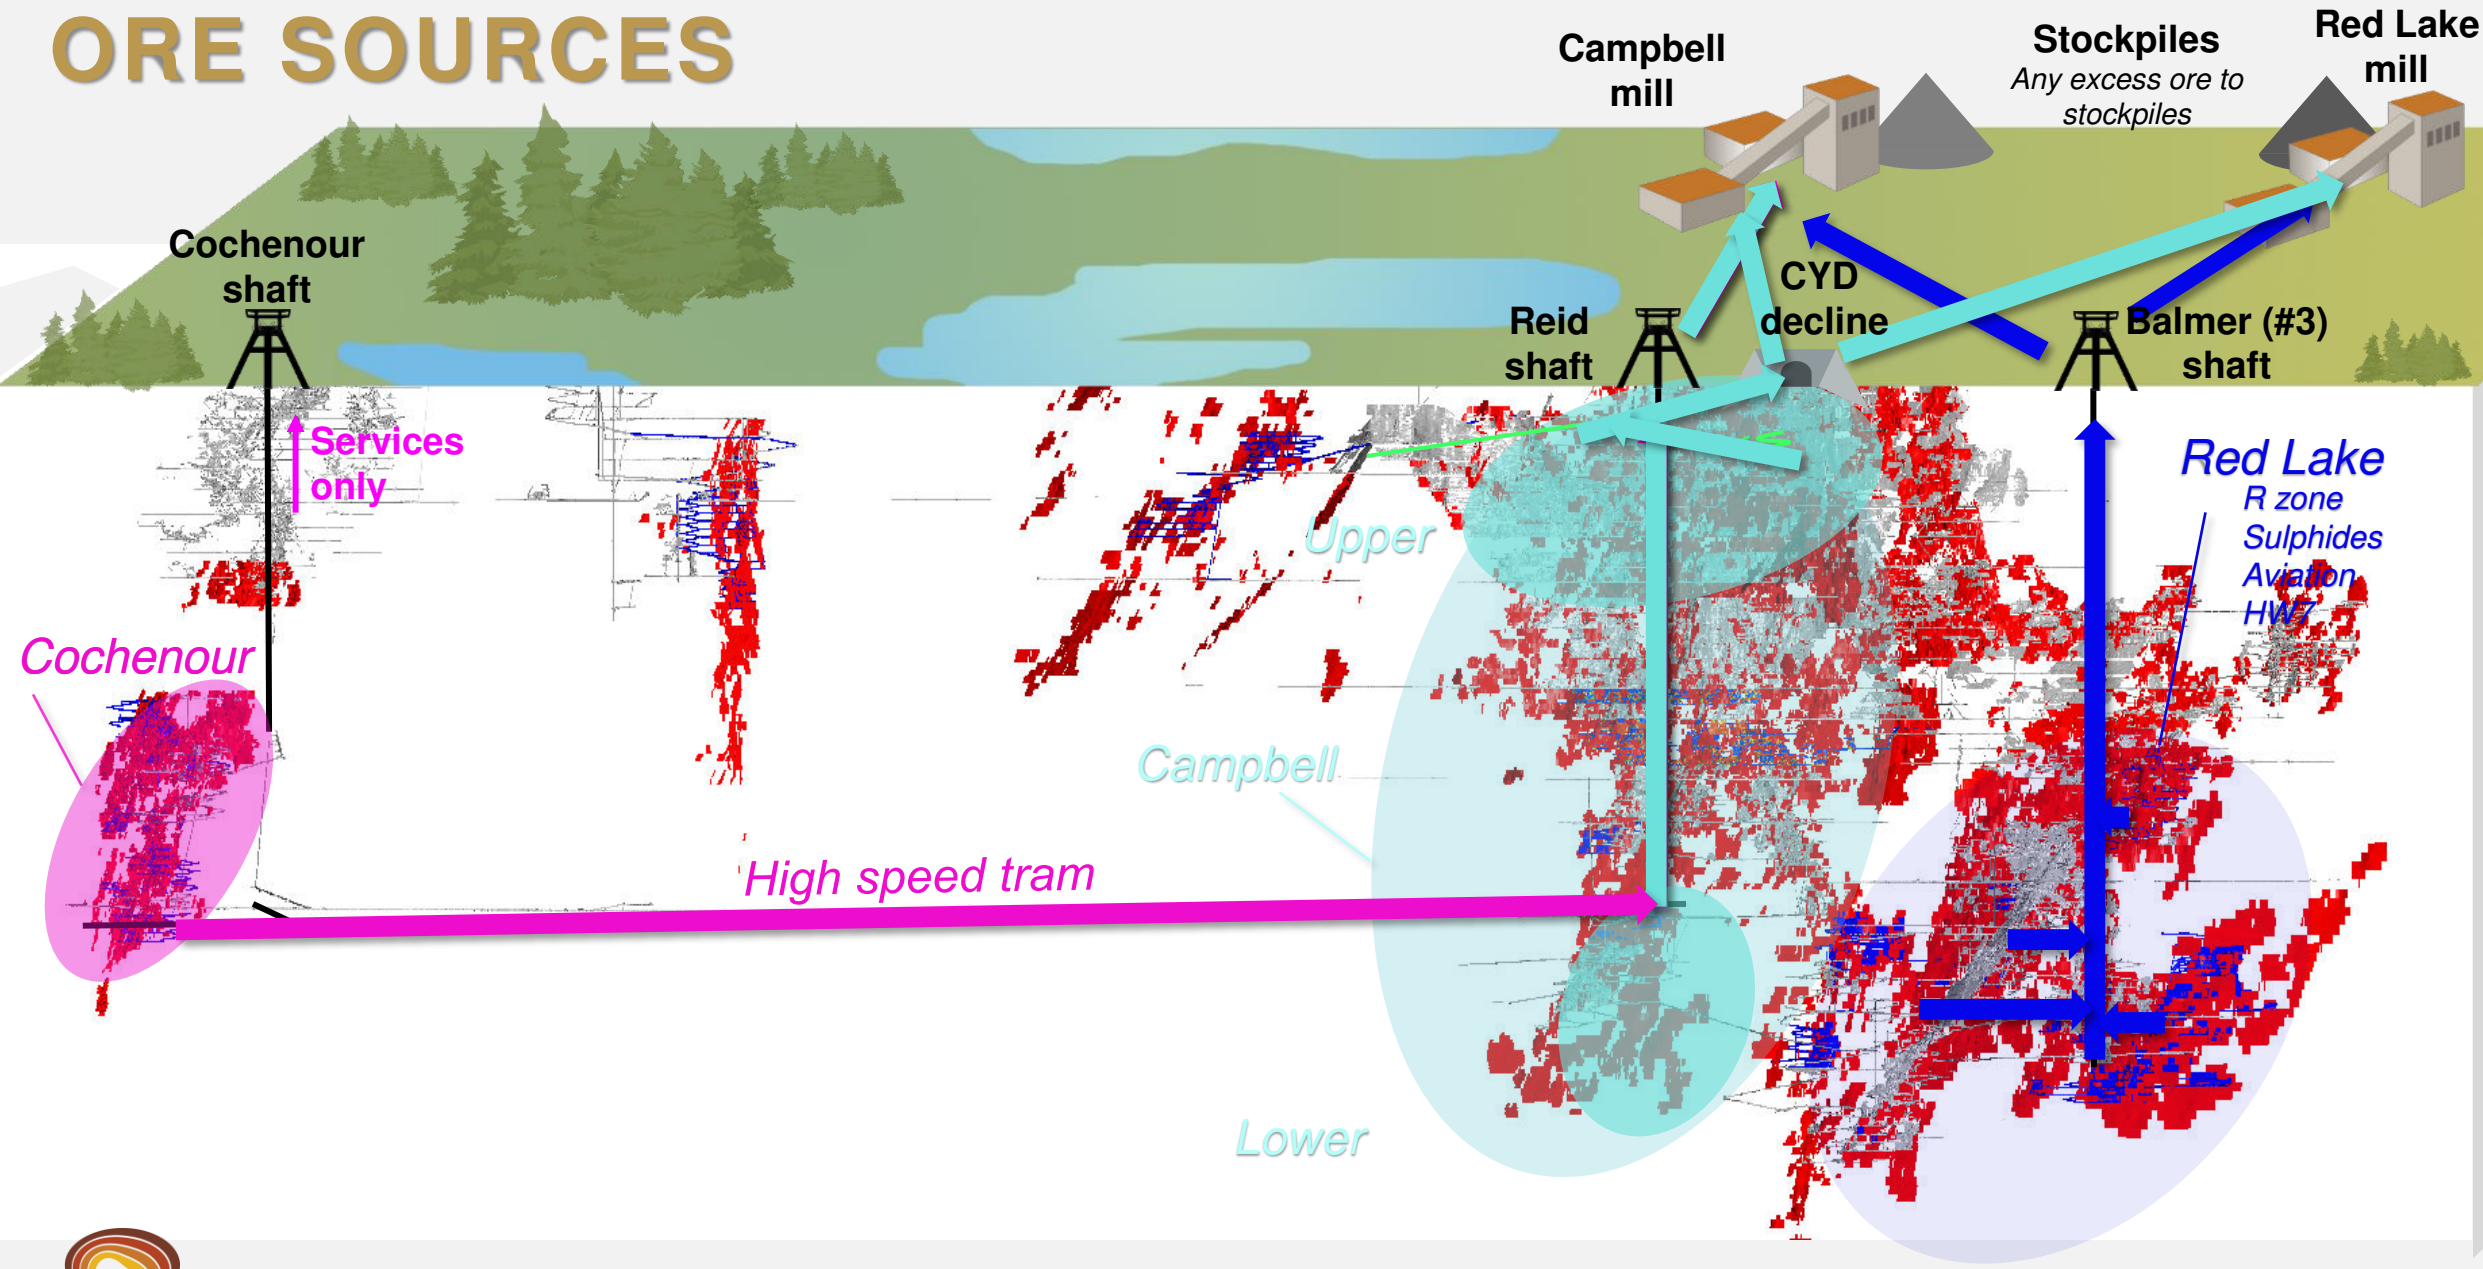 ORE SOURCES
Campbell
mill
Stockpiles
Any excess ore to
stockpiles
Red Lake
mill
Cochenour
shaft
CYD
decline
Reid
shaft
Balmer (#3)
shaft
Services
only
Red Lake
R zone
Sulphides
Aviation
HW7
Upper
Cochenour
Campbell
High speed tram
Lower